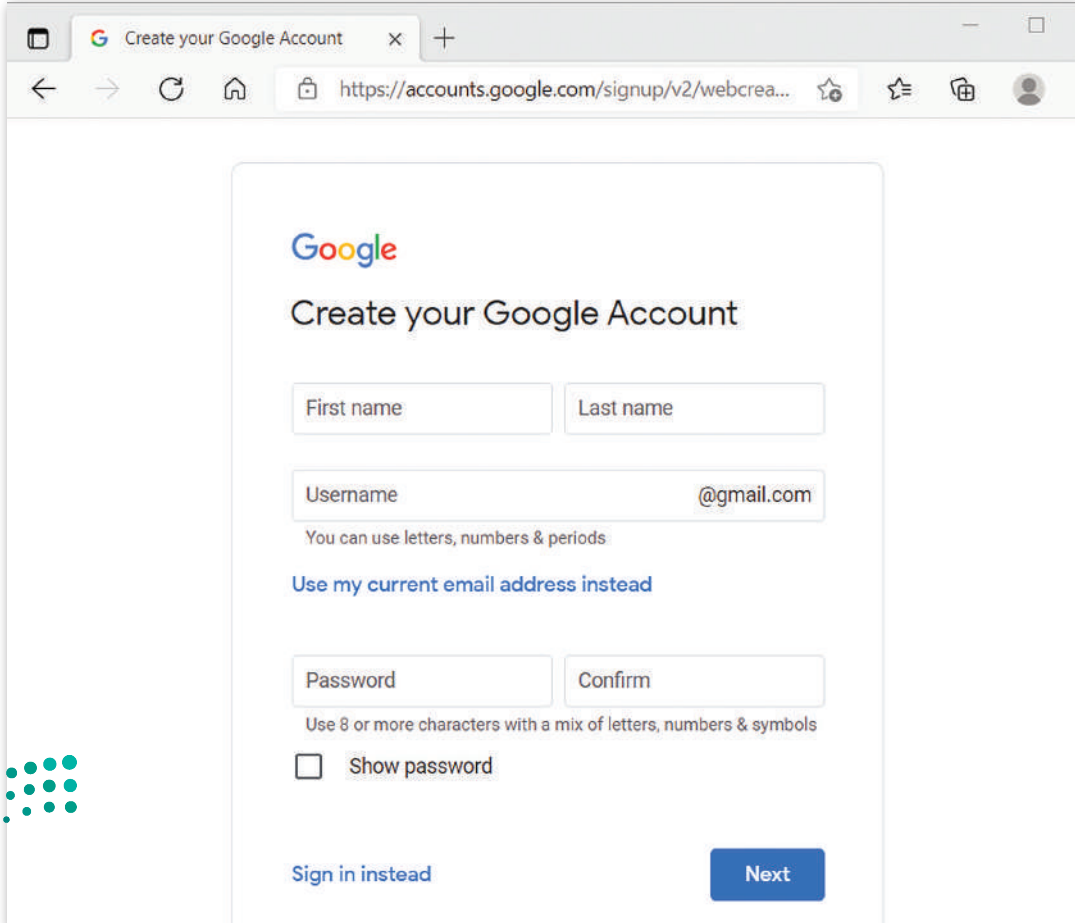 Create your Google Account
https://accounts.google.com/signup/v2/webcrea...
Google
Create your Google Account
First name Last name
Username @gmail.com
You can use letters, numbers & periods
Use my current email address instead
Password Confirm
Use 8 or more characters with a mix of letters, numbers & symbols
Show password
Sign in instead Next